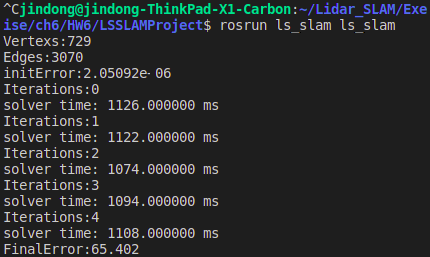 ^Cjindong@jindong-ThinkPad-X1-Carbon:~/Lidar_SLAM/Exe
ise/ch6/HW6/LSSLAMProject$ rosrun ls_slam ls_slam
Vertexs:729
Edges:3070
initError:2.05092e-06
Iterations:0
solver time: 1126.000000 ms
Iterations:1
solver time: 1122.000000 ms
Iterations:2
solver time: 1074.000000 ms
Iterations:3
solver time: 1094.000000 ms
Iterations:4
solver time: 1108.000000 ms
FinalError:65.402